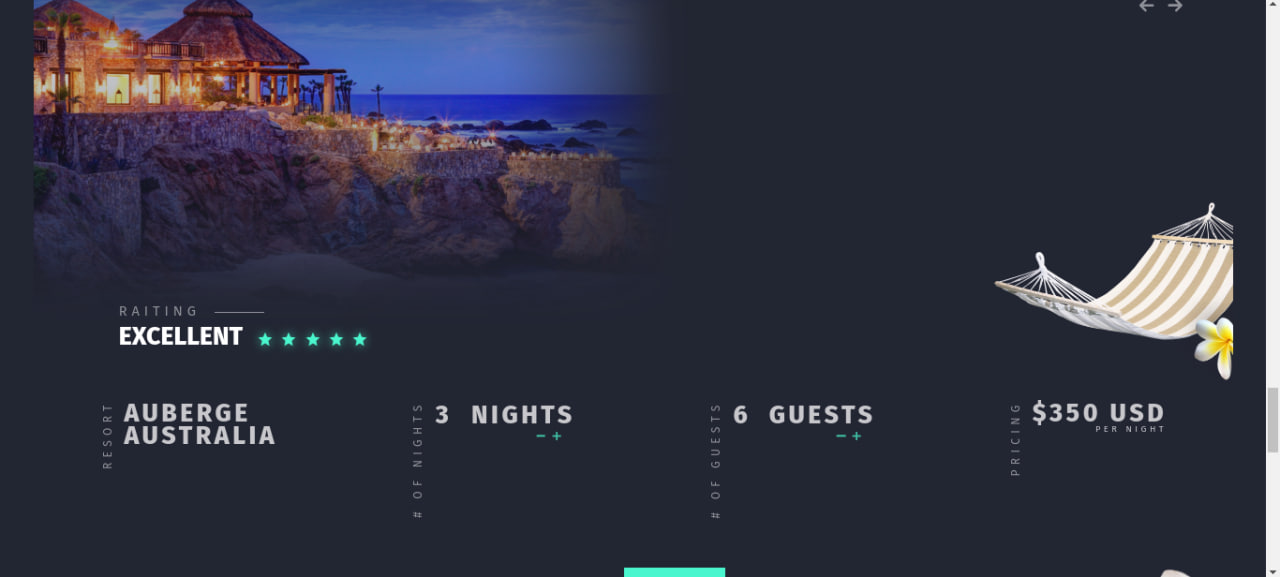 RAITING
EXCELLENT
RESORT
AUBERGE
AUSTRALIA
# OF NIGHTS
3 NIGHTS
# OF GUESTS
6 GUESTS
PRICING
$350 USD
PER NIGHT